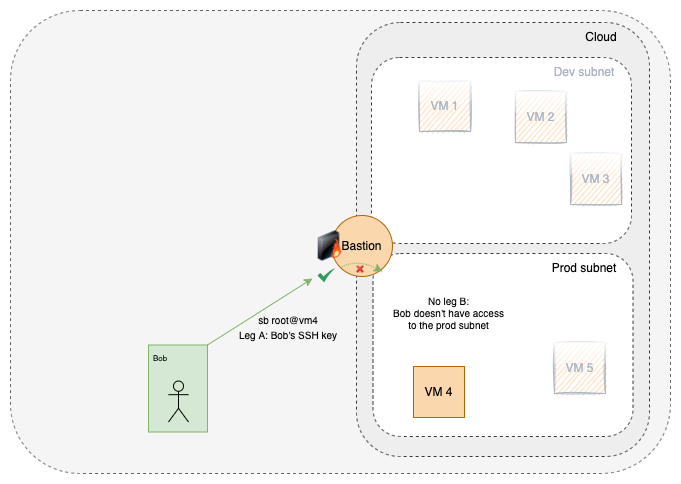 Cloud
Dev subnet
VM 1
VM 2
VM 3
Bastion
Prod subnet
No leg B:
Bob doesn't have access
to the prod subnet
sb root@vm4
Leg A: Bob's SSH key
Bob
VM 4
VM 5